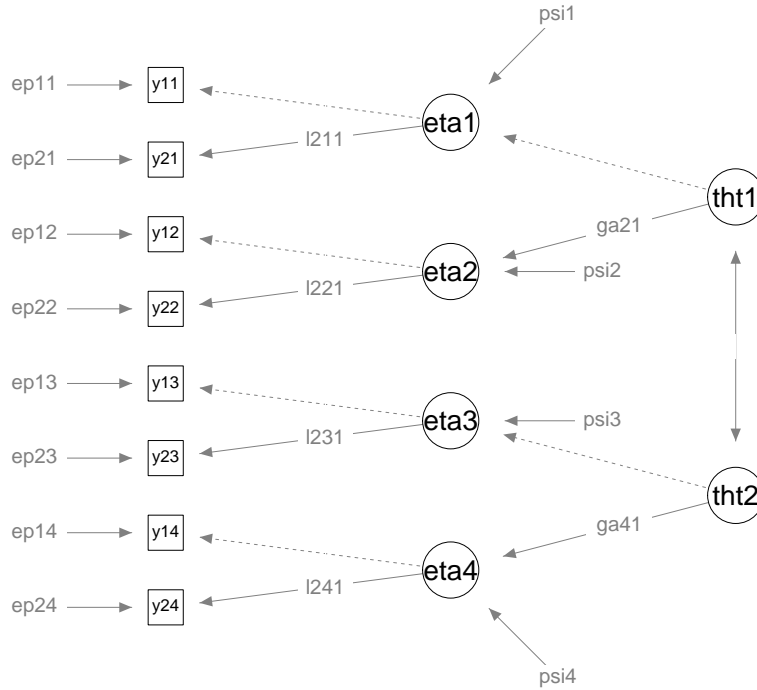 psi1
ep11
y11
eta1
l211
ep21
y21
tht1
ep12
y12
ga21
eta2
psi2
l221
ep22
y22
ep13
y13
eta3
psi3
l231
ep23
y23
tht2
ep14
y14
ga41
eta4
l241
ep24
y24
psi4